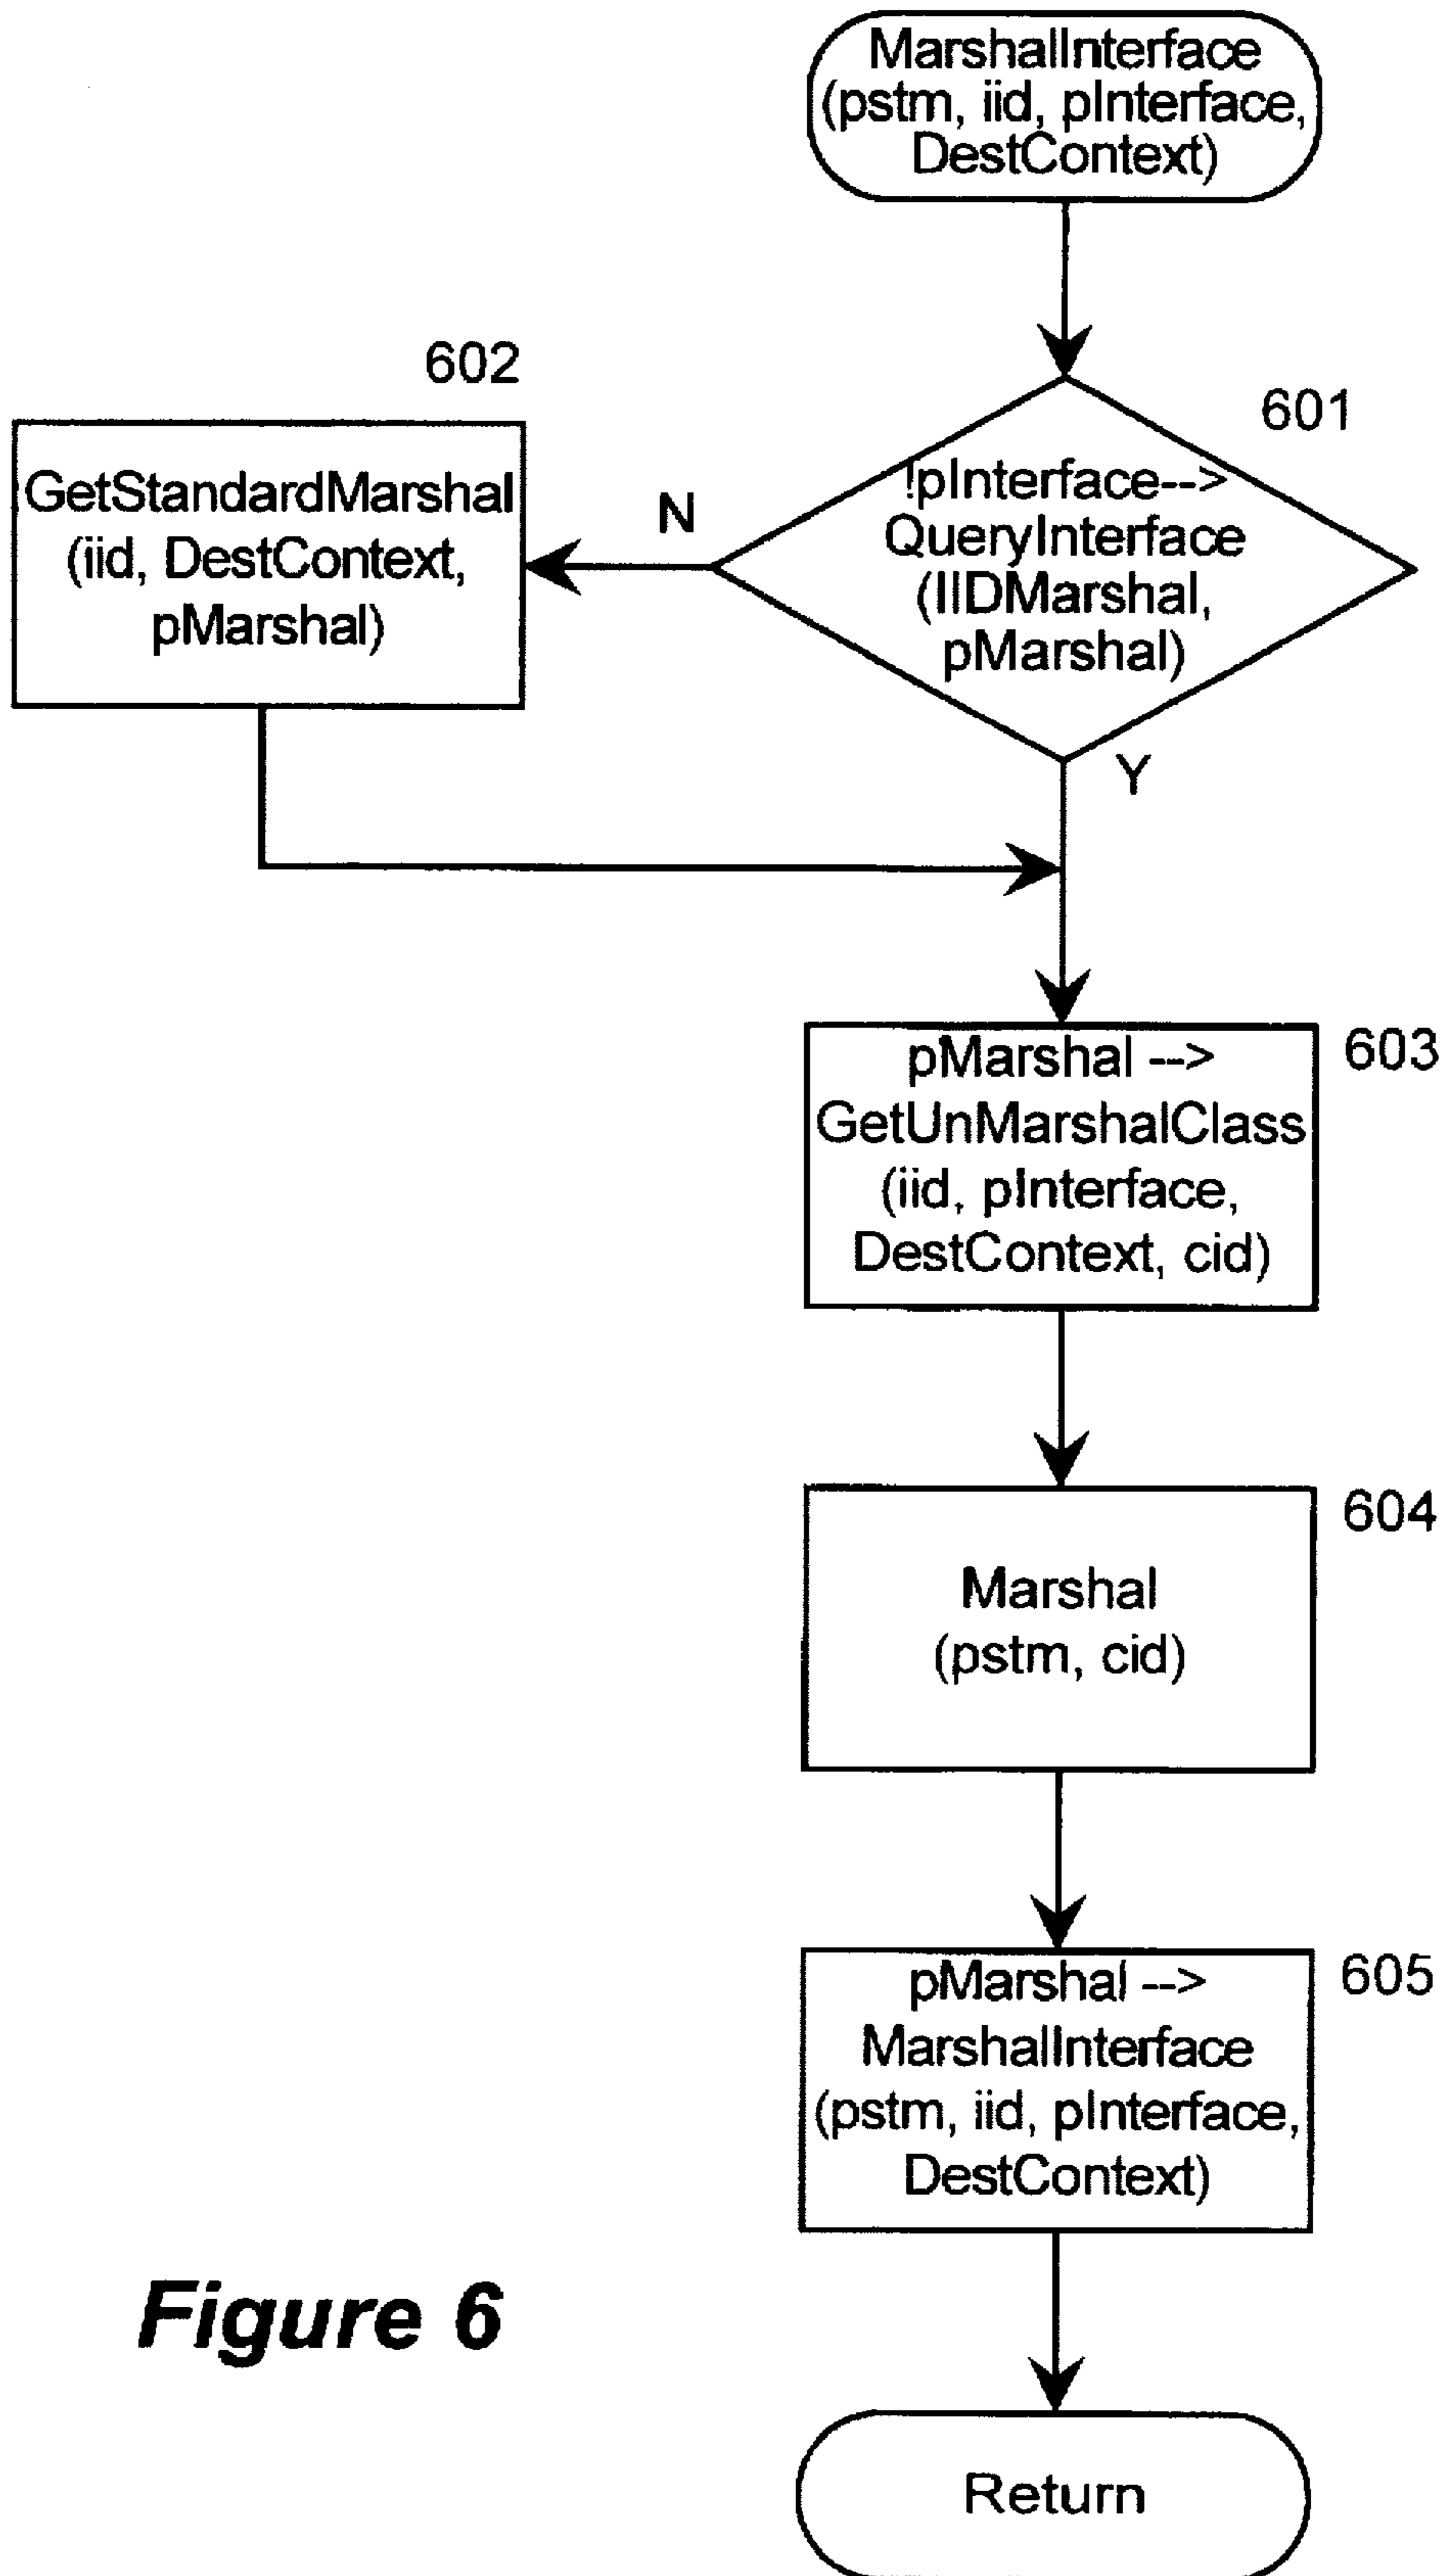 MarshalInterface
(pstm, iid, pInterface,
DestContext)
602
601
GetStandardMarshal
(iid, DestContext,
pMarshal)
N
!pInterface-->
QueryInterface
(IIDMarshal,
pMarshal)
Y
pMarshal -->
GetUnMarshalClass
(iid, pInterface,
DestContext, cid)
603
Marshal
(pstm, cid)
604
pMarshal -->
MarshalInterface
(pstm, iid, pInterface,
DestContext)
605
Figure 6
Return